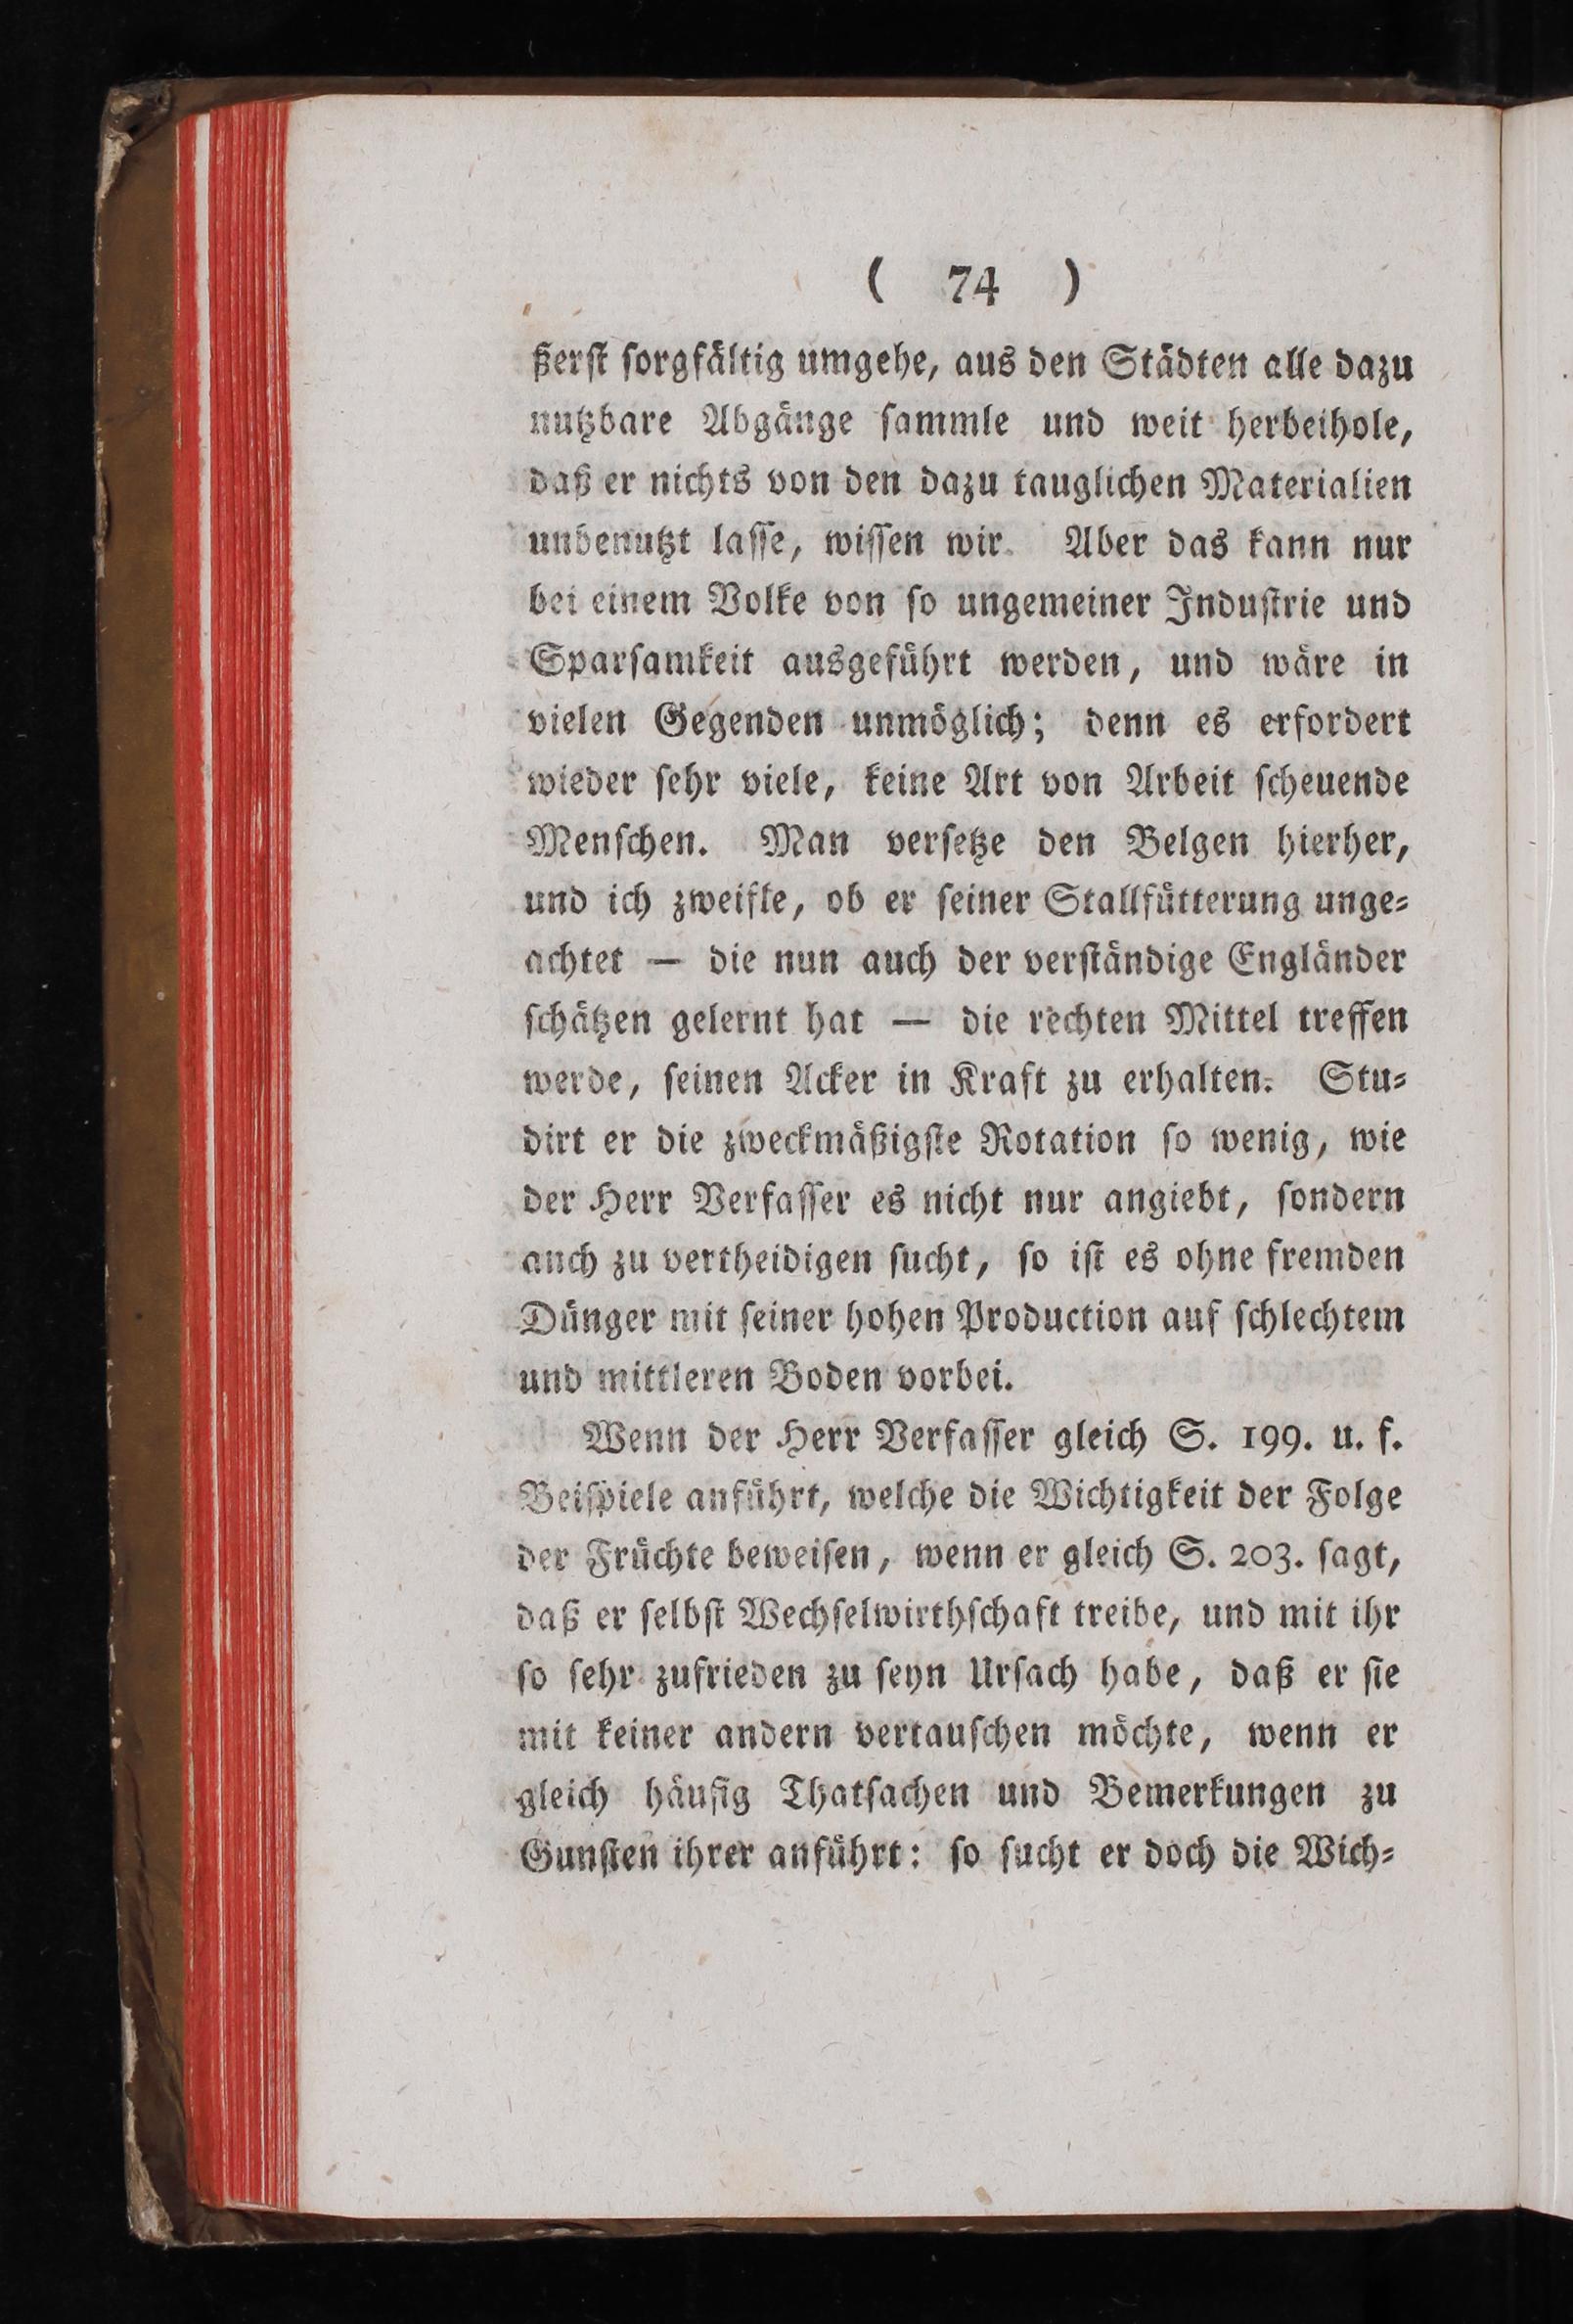 ( 74 )
ßerſt ſorgfältig umgehe, aus den Städten alle dazu
nutzbare Abgänge ſammle und weit herbeihole,
daß er nichts von den dazu tauglichen Materialien
unbenutzt laſſe, wiſſen wir. Aber das kann nur
bei einem Volke von ſo ungemeiner Induſtrie und
Sparſamkeit ausgeführt werden, und wäre in
vielen Gegenden unmöglich; denn es erfordert
wieder ſehr viele, keine Art von Arbeit ſcheuende
Menſchen. Man verſetze den Belgen hierher,
und ich zweifle, ob er ſeiner Stallfütterung unge⸗
achtet — die nun auch der verſtändige Engländer
ſchätzen gelernt hat — die rechten Mittel treffen
werde, ſeinen Acker in Kraft zu erhalten. Stu⸗
dirt er die zweckmäßigſte Rotation ſo wenig, wie
der Herr Verfaſſer es nicht nur angiebt, ſondern
auch zu vertheidigen ſucht, ſo iſt es ohne fremden
Dünger mit ſeiner hohen Production auf ſchlechtem
und mittleren Boden vorbei.
Wenn der Herr Verfaſſer gleich S. 199. u. f.
Beiſpiele anführt, welche die Wichtigkeit der Folge
der Früchte beweiſen, wenn er gleich S. 203. ſagt,
daß er ſelbſt Wechſelwirthſchaft treibe, und mit ihr
ſo ſehr zufrieden zu ſeyn Urſach habe, daß er ſie
mit keiner andern vertauſchen möchte, wenn er
gleich häufig Thatſachen und Bemerkungen zu
Gunſten ihrer anführt: ſo ſucht er doch die Wich⸗